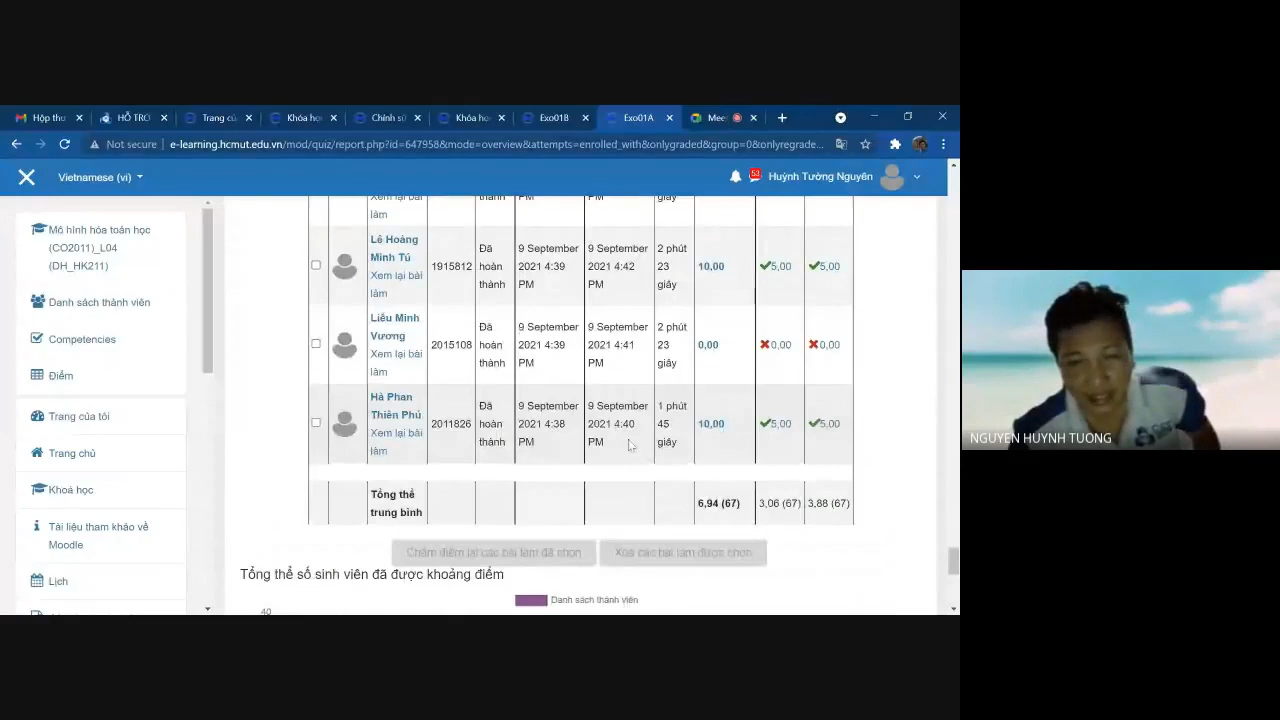 Hộp thư
HỖ TRỢ
Trang củ
Khóa học
Chính sử
Khóa học
Exo01B
Exo01A
Meet
Not secure
e-learning.hcmut.edu.vn/mod/quiz/report.php?id=647958&mode=overview&attempts=enrolled_with&onlygraded&group=0&onlyregrade...
Vietnamese (vi)
53
Huỳnh Tường Nguyên
Mô hình hóa toán học
(CO2011)_L04
(DH_HK211)
Danh sách thành viên
Competencies
Điểm
Trang của tôi
Trang chủ
Khoá học
Tài liệu tham khảo về
Moodle
Lịch
Xem lại bài
làm
thành
PM
PM
giây
Lê Hoàng
Minh Tú
Xem lại bài
làm
1915812
Đã
hoàn
thành
9 September
2021 4:39
PM
9 September
2021 4:42
PM
2 phút
23
giây
10,00
5,00
5,00
Liều Minh
Vương
Xem lại bài
làm
2015108
Đã
hoàn
thành
9 September
2021 4:39
PM
9 September
2021 4:41
PM
2 phút
23
giây
0,00
0,00
0,00
Hà Phan
Thiên Phú
Xem lại bài
làm
2011826
Đã
hoàn
thành
9 September
2021 4:38
PM
9 September
2021 4:40
PM
1 phút
45
giây
10,00
5,00
5,00
Tổng thể
trung bình
6,94 (67)
3,06 (67)
3,88 (67)
Chấm điểm lại các bài làm đã chọn
Xoá các bài làm được chọn
Tổng thể số sinh viên đã được khoảng điểm
Danh sách thành viên
40
NGUYEN HUYNH TUONG